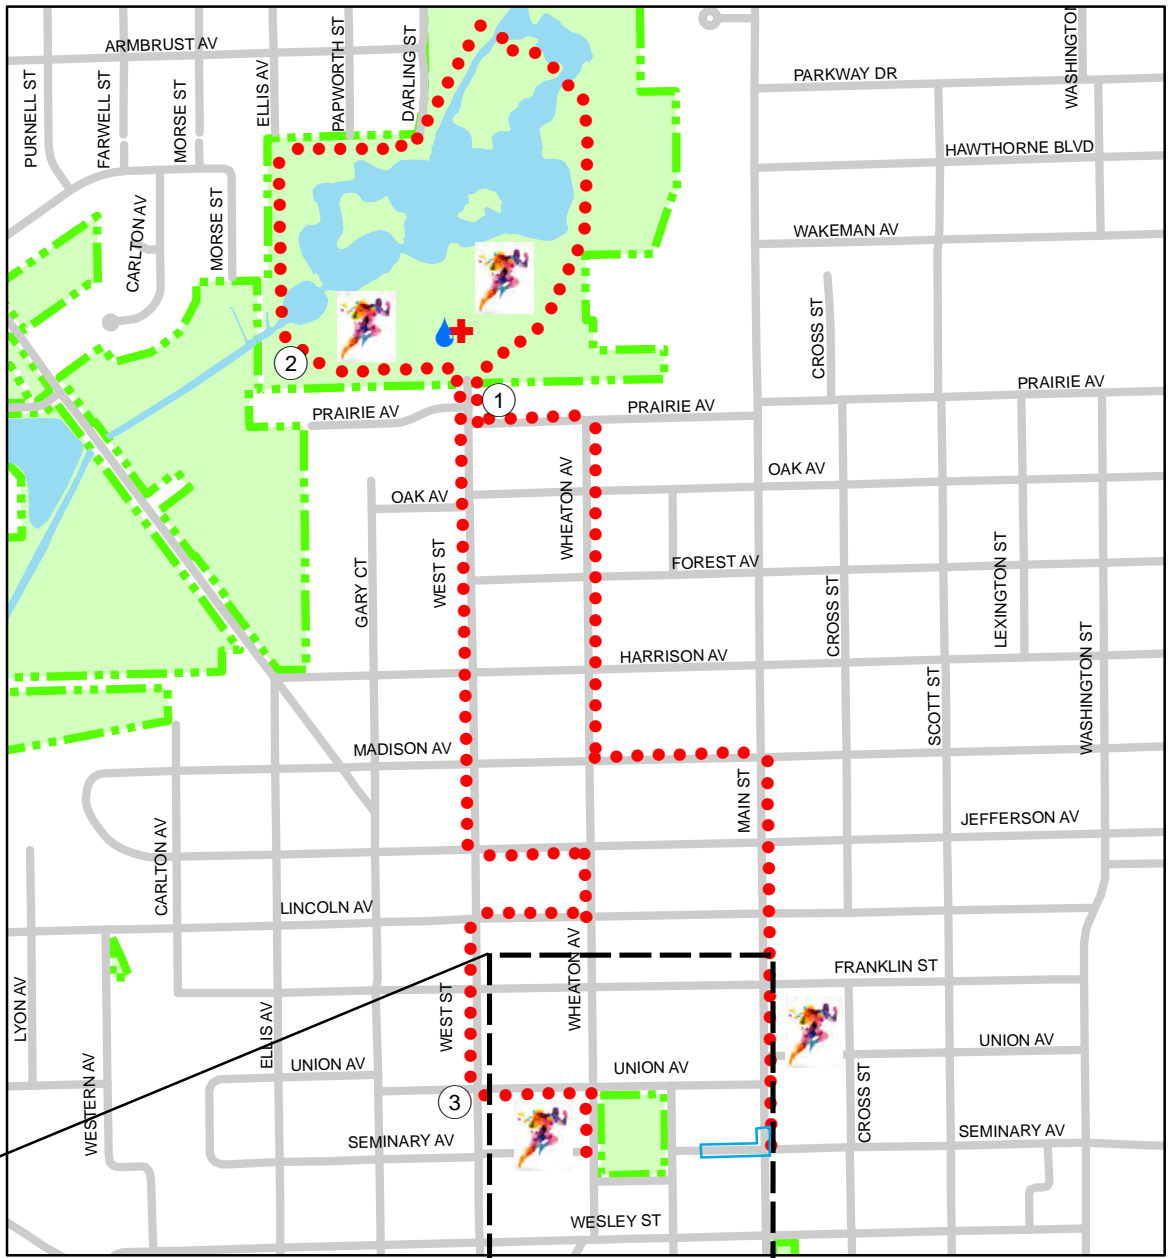 ARMBRUST AV
PURNELL ST
FARWELL ST
MORSE ST
ELLIS AV
PAPWORTH ST
DARLING ST
WASHINGTON
PARKWAY DR
HAWTHORNE BLVD
WAKEMAN AV
CARLTON AV
MORSE ST
CROSS ST
2
1
PRAIRIE AV
PRAIRIE AV
PRAIRIE AV
OAK AV
OAK AV
WHEATON AV
WEST ST
GARY CT
FOREST AV
CROSS ST
LEXINGTON ST
HARRISON AV
SCOTT ST
WASHINGTON ST
MADISON AV
MAIN ST
JEFFERSON AV
CARLTON AV
LINCOLN AV
LYON AV
ELLIS AV
WEST ST
WHEATON AV
FRANKLIN ST
UNION AV
UNION AV
UNION AV
WESTERN AV
3
CROSS ST
SEMINARY AV
SEMINARY AV
WESLEY ST